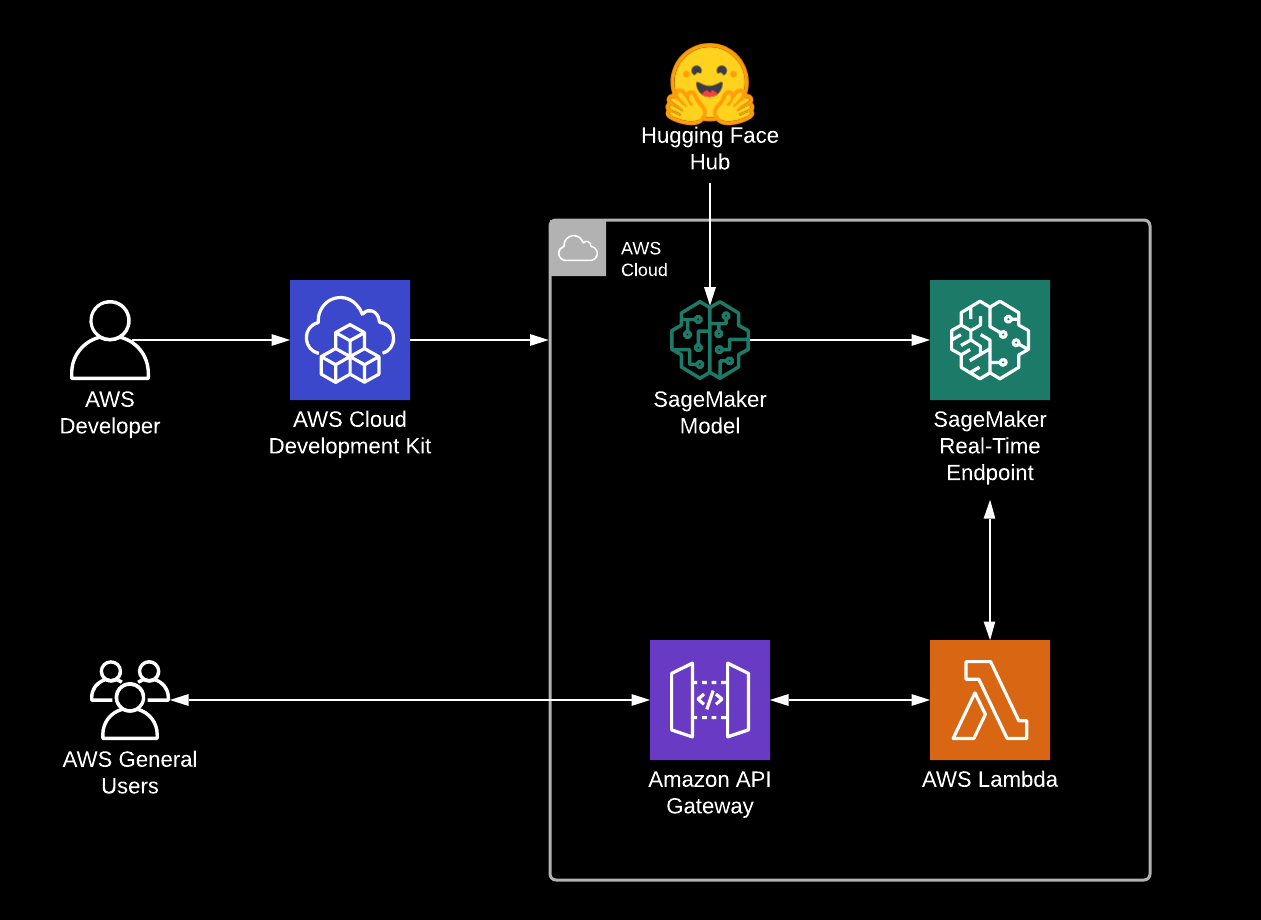 Hugging Face
Hub
AWS
Cloud
AWS
Developer
AWS Cloud
Development Kit
SageMaker
Model
SageMaker
Real-Time
Endpoint
</>
AWS General
Users
Amazon API
Gateway
AWS Lambda